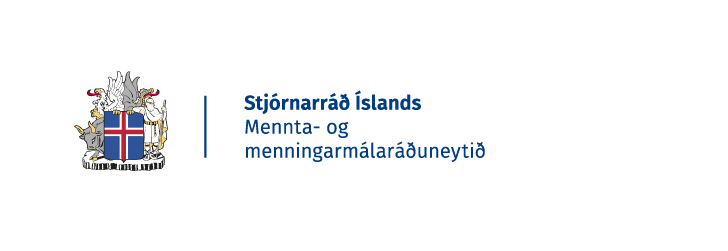 Stjórnarráð Íslands
Mennta- og
menningarmálaráðuneytið